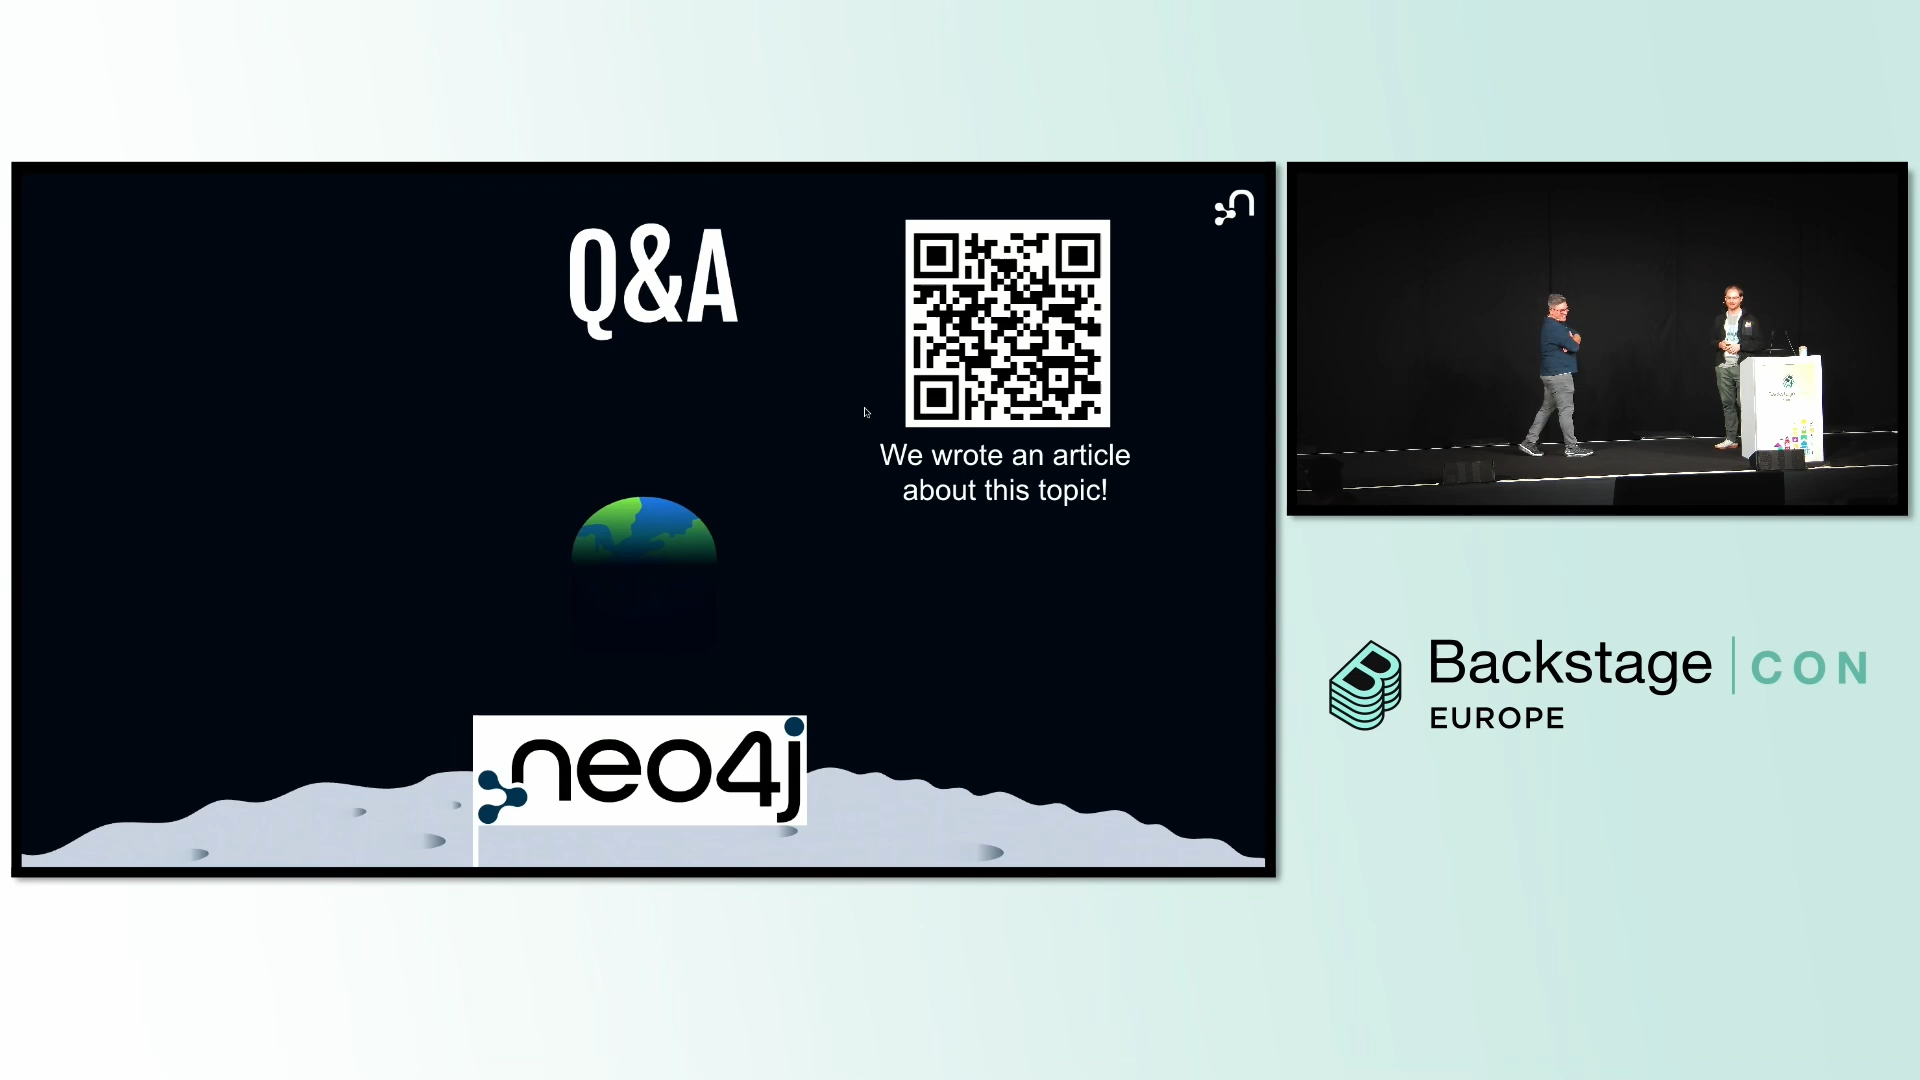 Q&A
We wrote an article
about this topic!
neo4j
Backstage CON
EUROPE